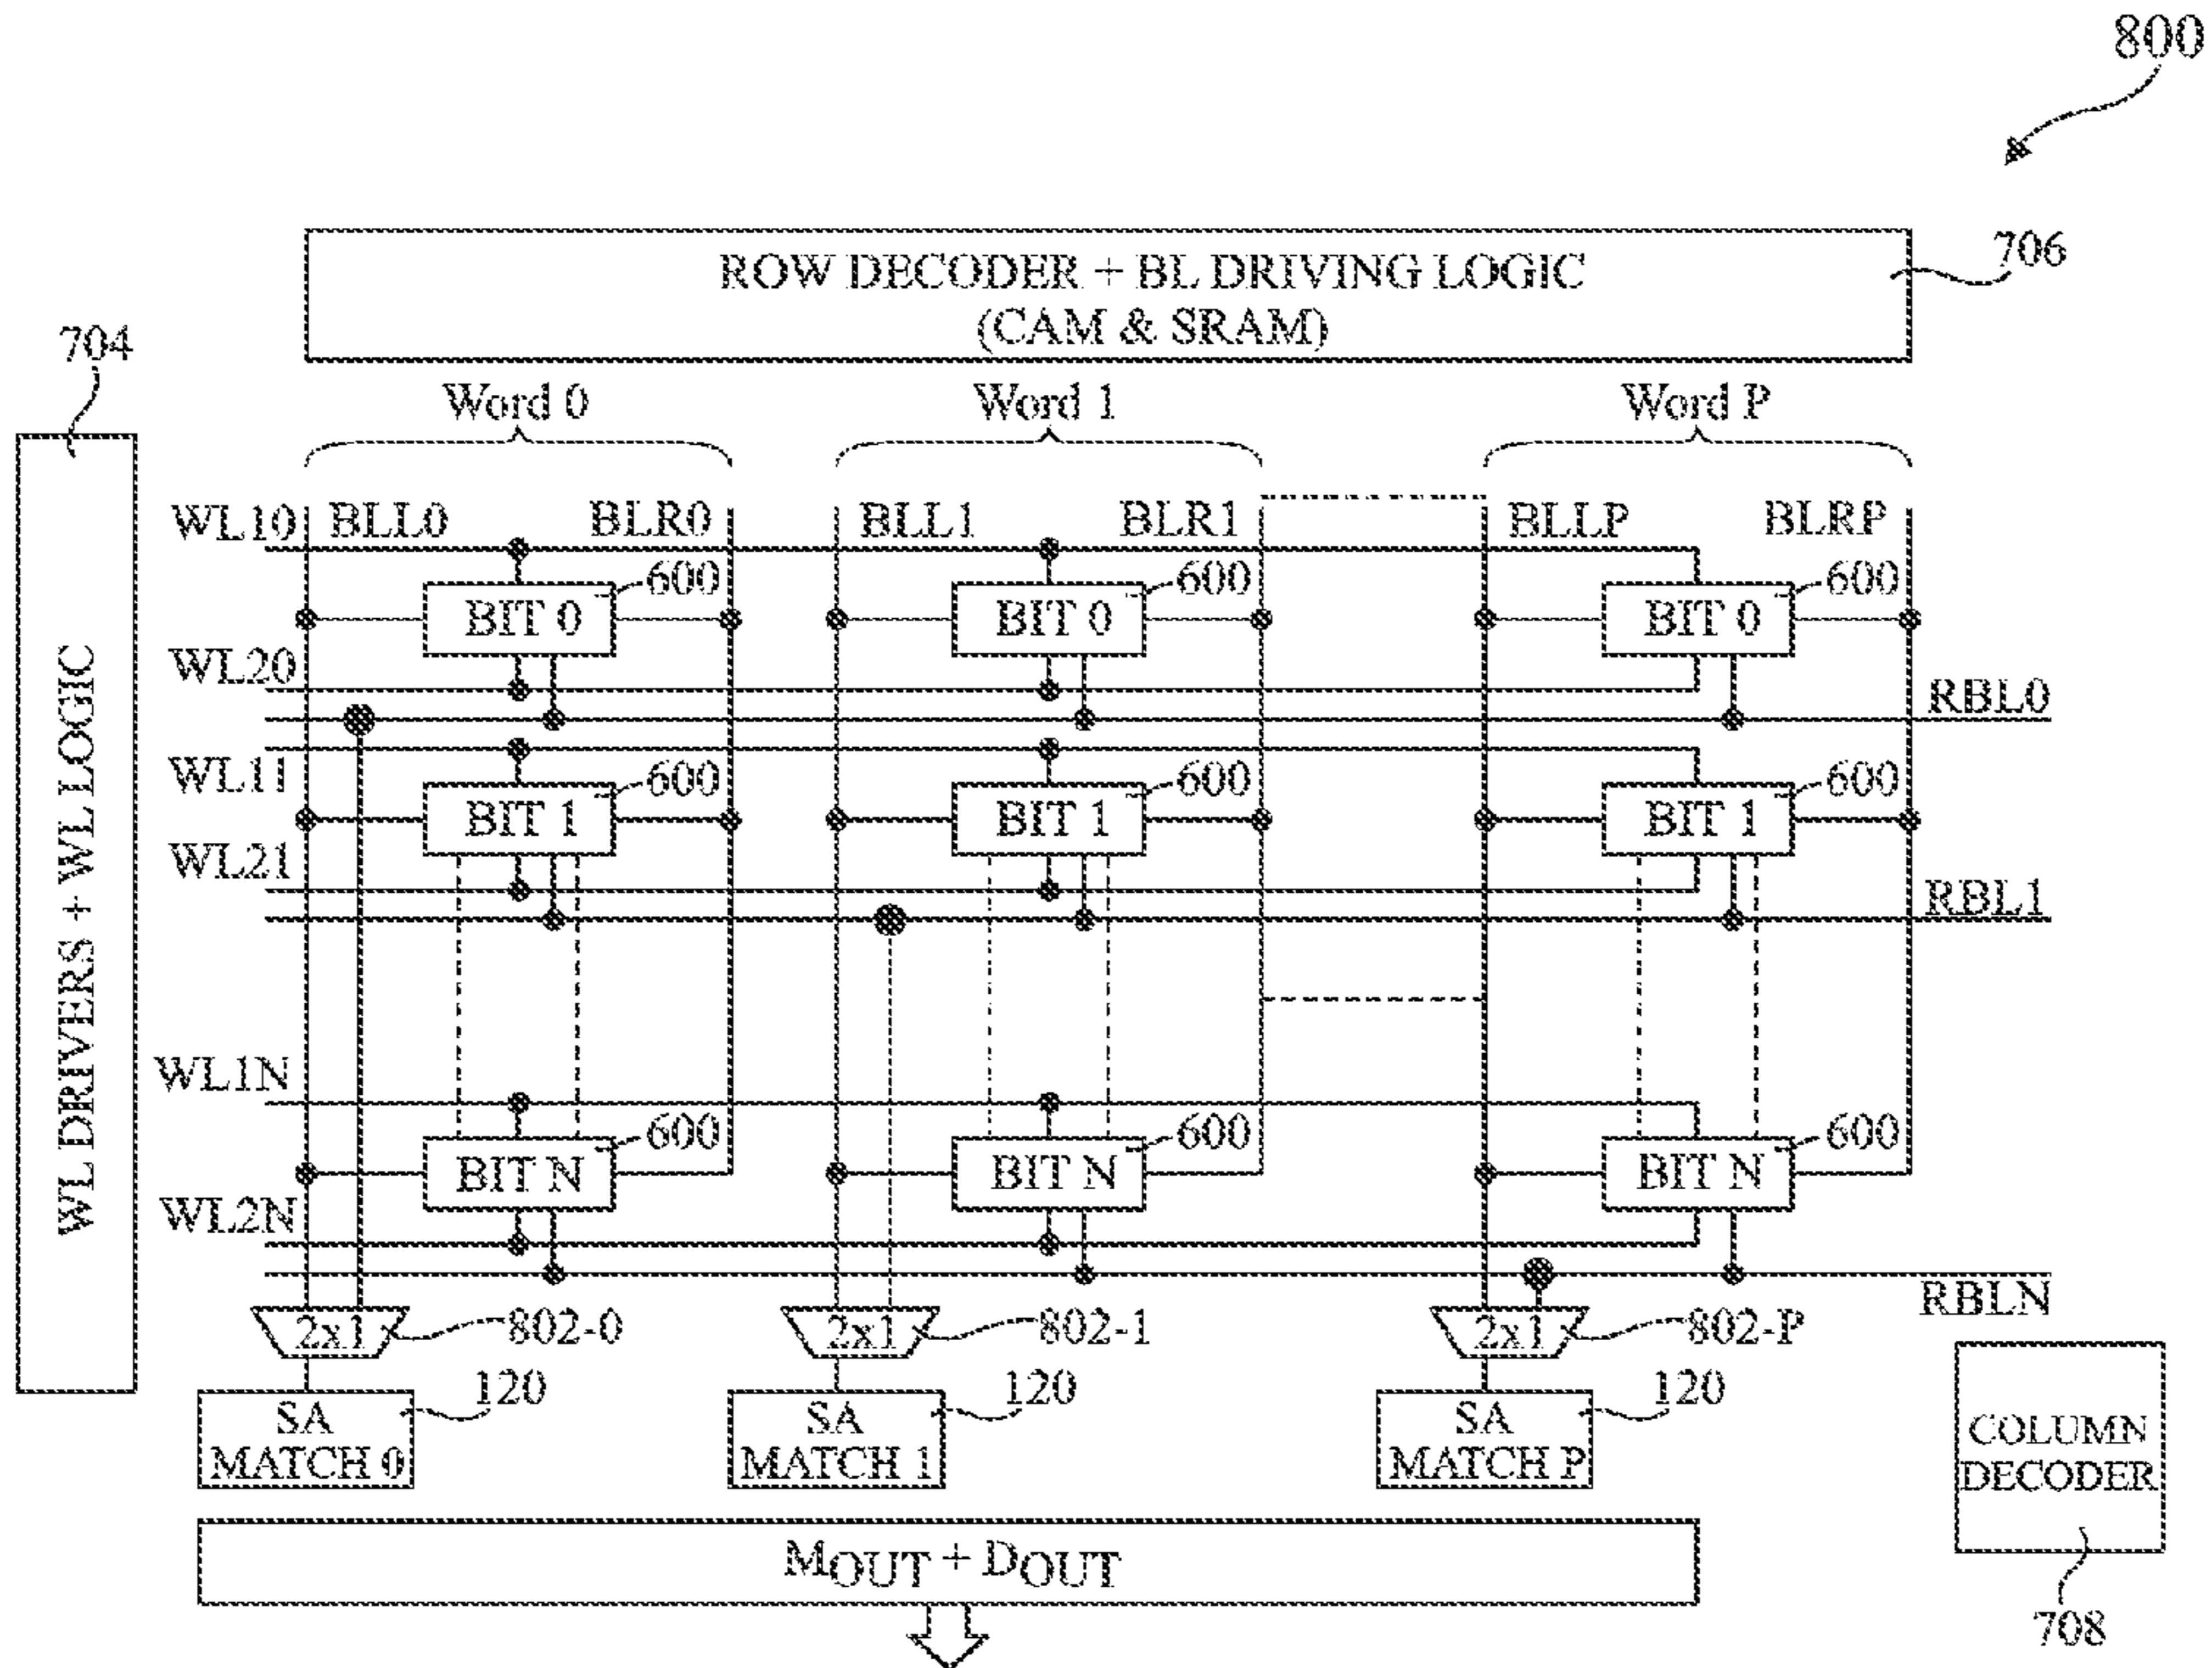 800
ROW DECODER + BL DRIVING LOGIC
(CAM & SRAM)
706
704
WL DRIVERS + WL LOGIC
Word 0 Word 1 Word P
WL10 BLL0 BLR0 BLL1 BLR1 BLLP BLRP
600 600 600
BIT 0 BIT 0 BIT 0
WL20
RBL0
WL11
600 600 600
BIT 1 BIT 1 BIT 1
WL21
RBL1
WL1N
600 600 600
BIT N BIT N BIT N
WL2N
RBLN
2x1 802-0 2x1 802-1 2x1 802-P
120 120 120
SA MATCH 0
SA MATCH 1
SA MATCH P
COLUMN
DECODER
708
MOUT + DOUT